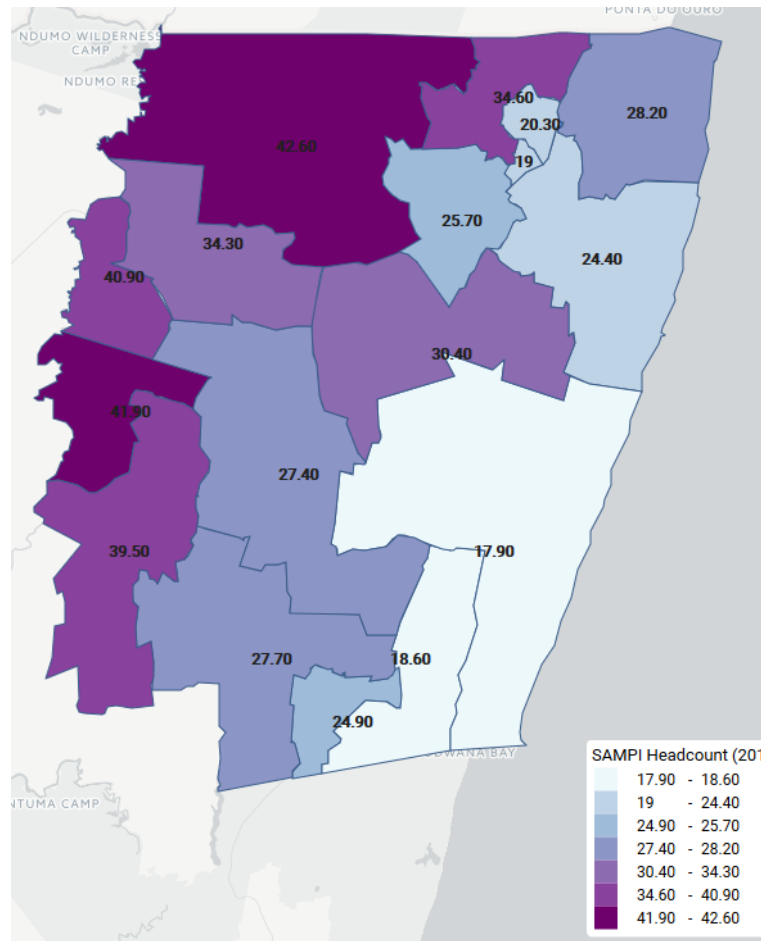 PONTA DO OURO
NDUMO WILDERNESS
CAMP
NDUMO RE
34.60
20.30
28.20
42.60
19
25.70
34.30
24.40
40.90
30.40
41.90
27.40
39.50
17.90
27.70
18.60
24.90
ODWANA BAY
NTUMA CAMP
SAMPI Headcount (201
17.90 - 18.60
19 - 24.40
24.90 - 25.70
27.40 - 28.20
30.40 - 34.30
34.60 - 40.90
41.90 - 42.60